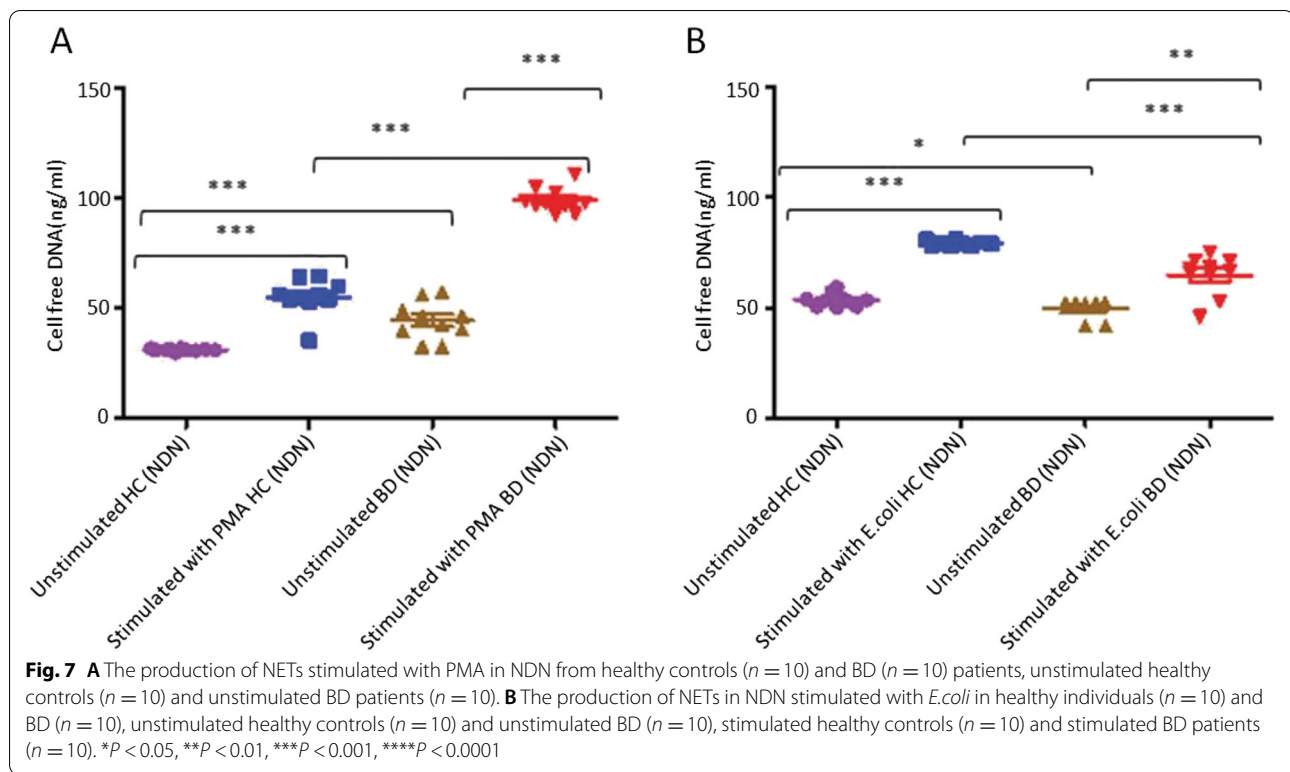 A
B
***
**
150
150
***
***
*
***
***
100
100
***
Cell free DNA(ng/ml)
Cell free DNA(ng/ml)
50
50
0
0
Unstimulated HC (NDN)
Stimulated with PMA HC (NDN)
Unstimulated BD (NDN)
Stimulated with PMA BD (NDN)
Unstimulated HC (NDN)
Stimulated with E.coli HC (NDN)
Unstimulated BD (NDN)
Stimulated with E.coli BD (NDN)
Fig. 7 A The production of NETs stimulated with PMA in NDN from healthy controls (n = 10) and BD (n = 10) patients, unstimulated healthy
controls (n = 10) and unstimulated BD patients (n = 10). B The production of NETs in NDN stimulated with E.coli in healthy individuals (n = 10) and
BD (n = 10), unstimulated healthy controls (n = 10) and unstimulated BD (n = 10), stimulated healthy controls (n = 10) and stimulated BD patients
(n = 10). *P < 0.05, **P < 0.01, ***P < 0.001, ****P < 0.0001